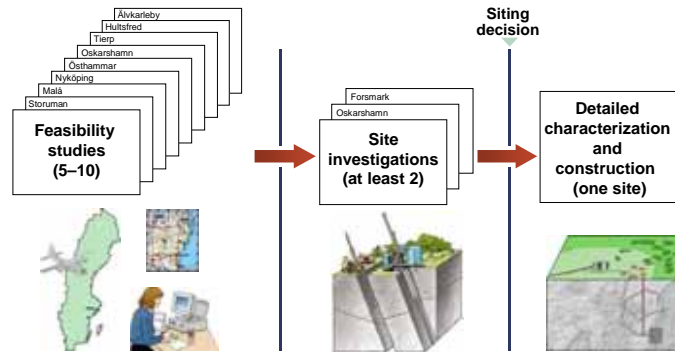 Älvkarleby
Hultsfred
Tierp
Oskarshamn
Östhammar
Nyköping
Malå
Storuman
Feasibility
studies
(5–10)
Forsmark
Oskarshamn
Site
investigations
(at least 2)
Siting
decision
Detailed
characterization
and
construction
(one site)